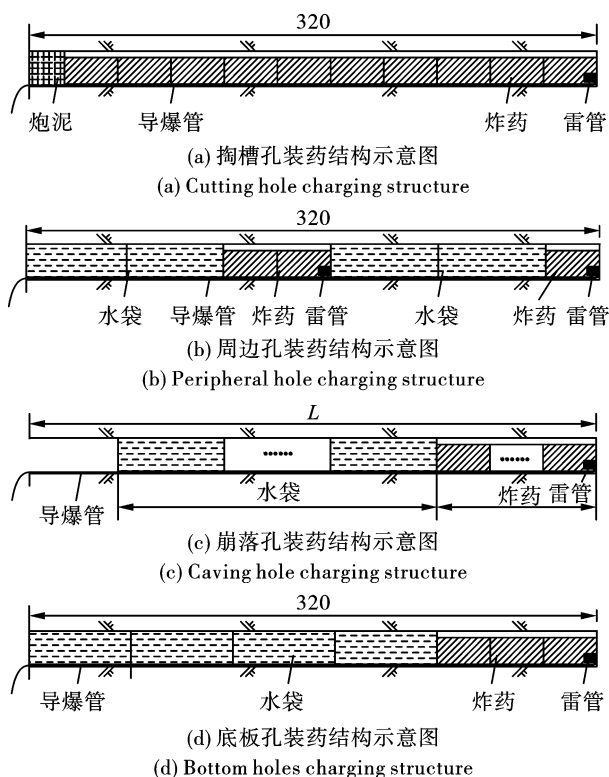 320
炮泥 导爆管 炸药 雷管
(a) 掏槽孔装药结构示意图
(a) Cutting hole charging structure
320
水袋 导爆管 炸药 雷管 水袋 炸药 雷管
(b) 周边孔装药结构示意图
(b) Peripheral hole charging structure
L
导爆管 水袋 炸药 雷管
(c) 崩落孔装药结构示意图
(c) Caving hole charging structure
320
导爆管 水袋 炸药 雷管
(d) 底板孔装药结构示意图
(d) Bottom holes charging structure